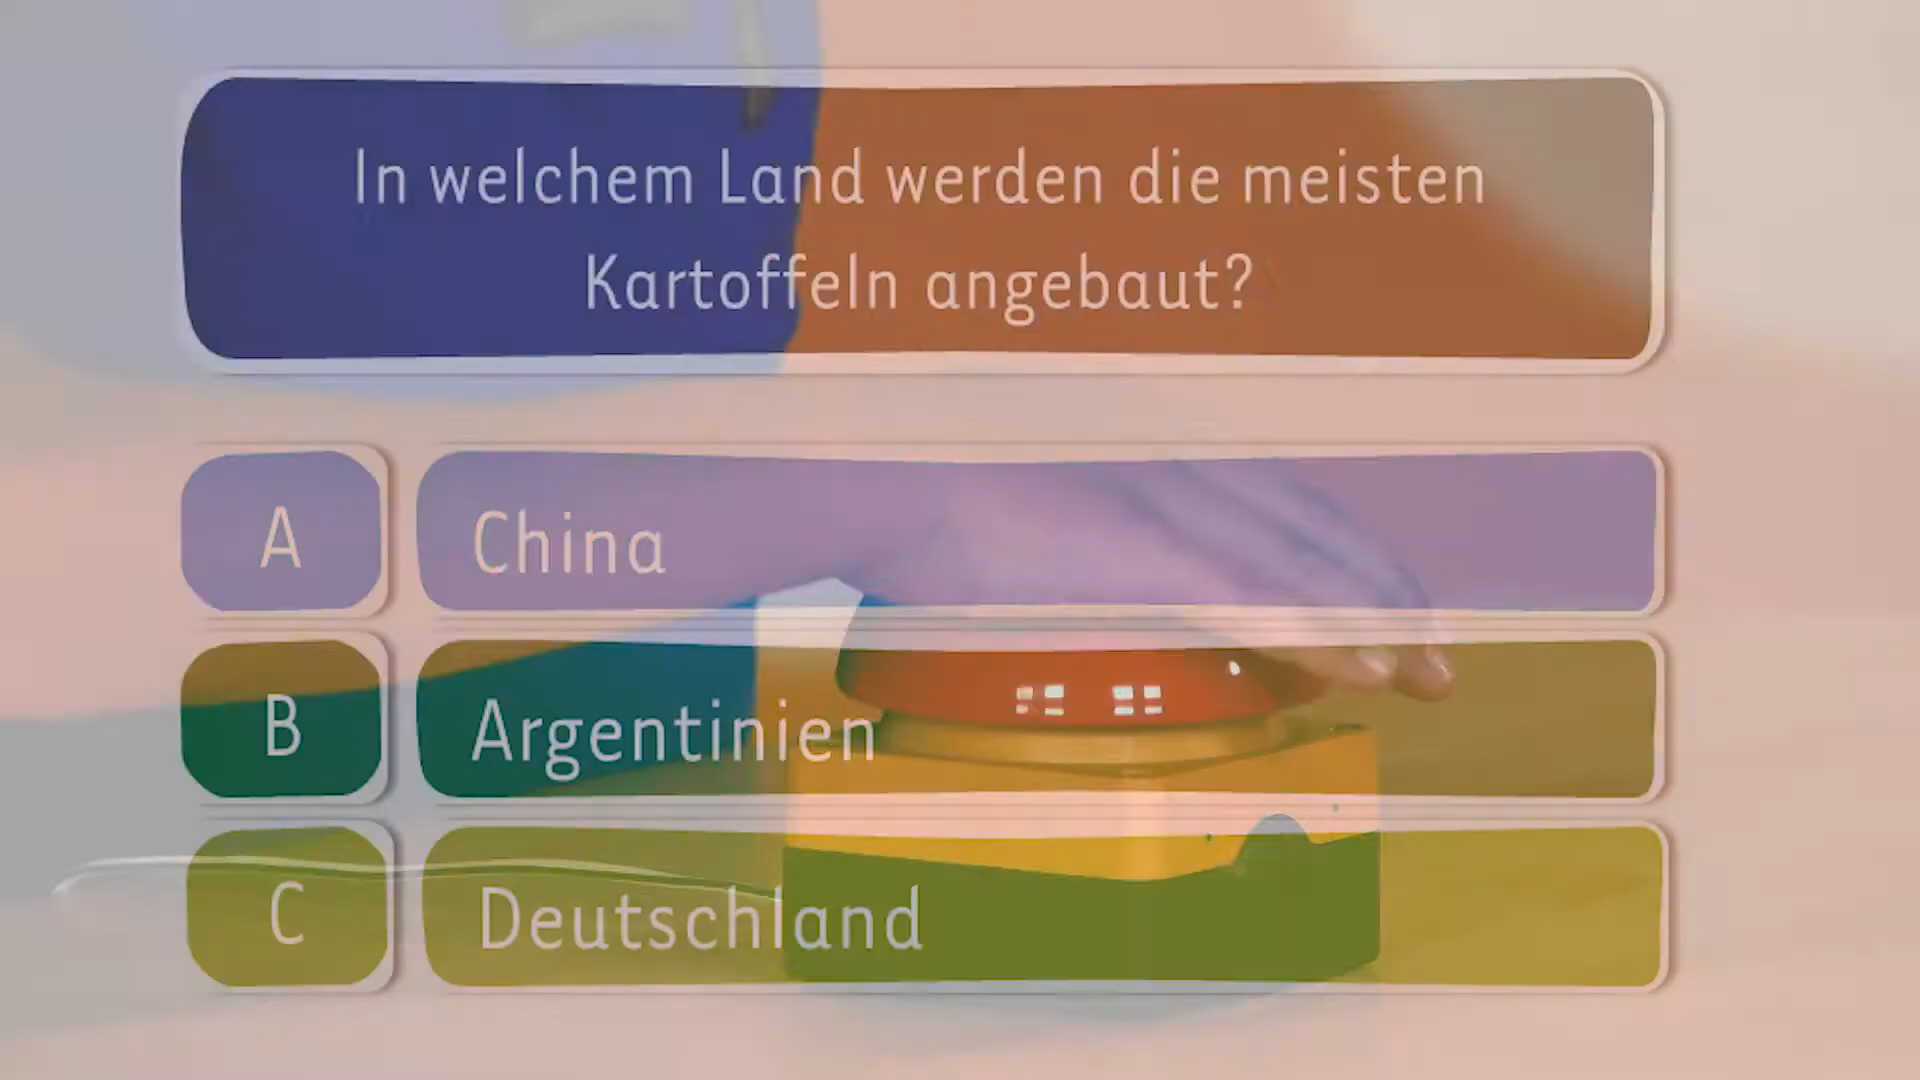 In welchem Land werden die meisten
Kartoffeln angebaut?
A China
B Argentinien
C Deutschland